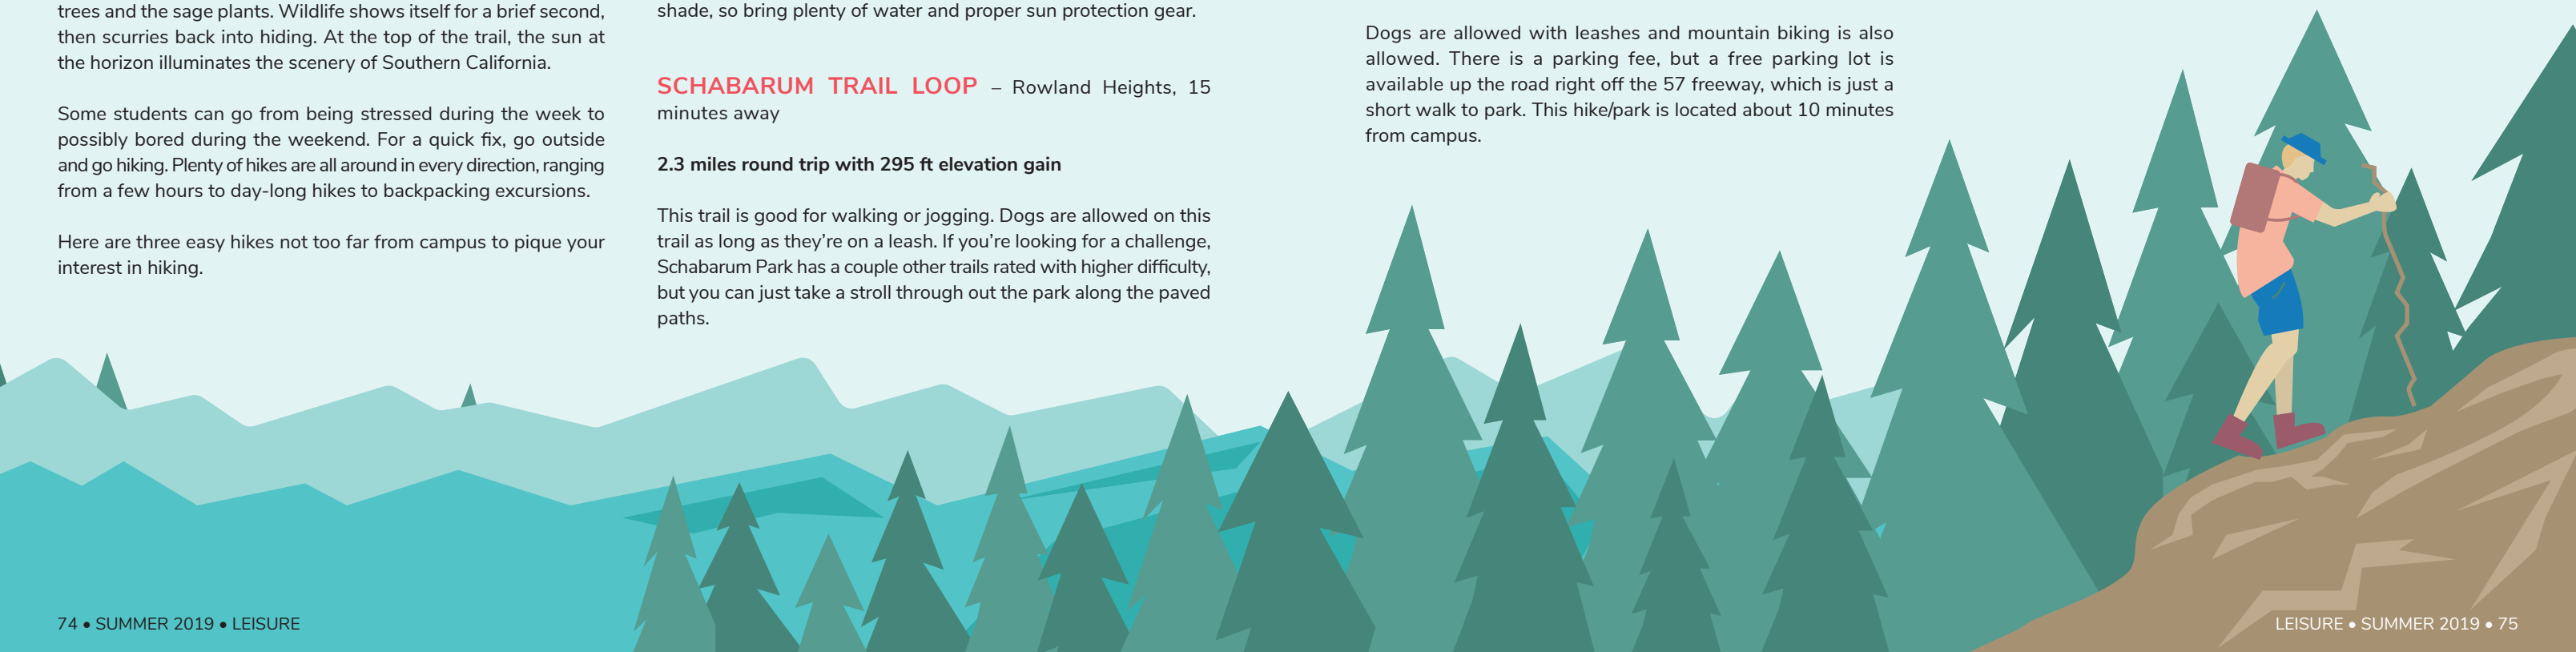 trees and the sage plants. Wildlife shows itself for a brief second,
then scurries back into hiding. At the top of the trail, the sun at
the horizon illuminates the scenery of Southern California.
Some students can go from being stressed during the week to
possibly bored during the weekend. For a quick fix, go outside
and go hiking. Plenty of hikes are all around in every direction, ranging
from a few hours to day-long hikes to backpacking excursions.
Here are three easy hikes not too far from campus to pique your
interest in hiking.
shade, so bring plenty of water and proper sun protection gear.
SCHABARUM TRAIL LOOP – Rowland Heights, 15
minutes away
2.3 miles round trip with 295 ft elevation gain
This trail is good for walking or jogging. Dogs are allowed on this
trail as long as they’re on a leash. If you’re looking for a challenge,
Schabarum Park has a couple other trails rated with higher difficulty,
but you can just take a stroll through out the park along the paved
paths.
Dogs are allowed with leashes and mountain biking is also
allowed. There is a parking fee, but a free parking lot is
available up the road right off the 57 freeway, which is just a
short walk to park. This hike/park is located about 10 minutes
from campus.
74 • SUMMER 2019 • LEISURE
LEISURE • SUMMER 2019 • 75